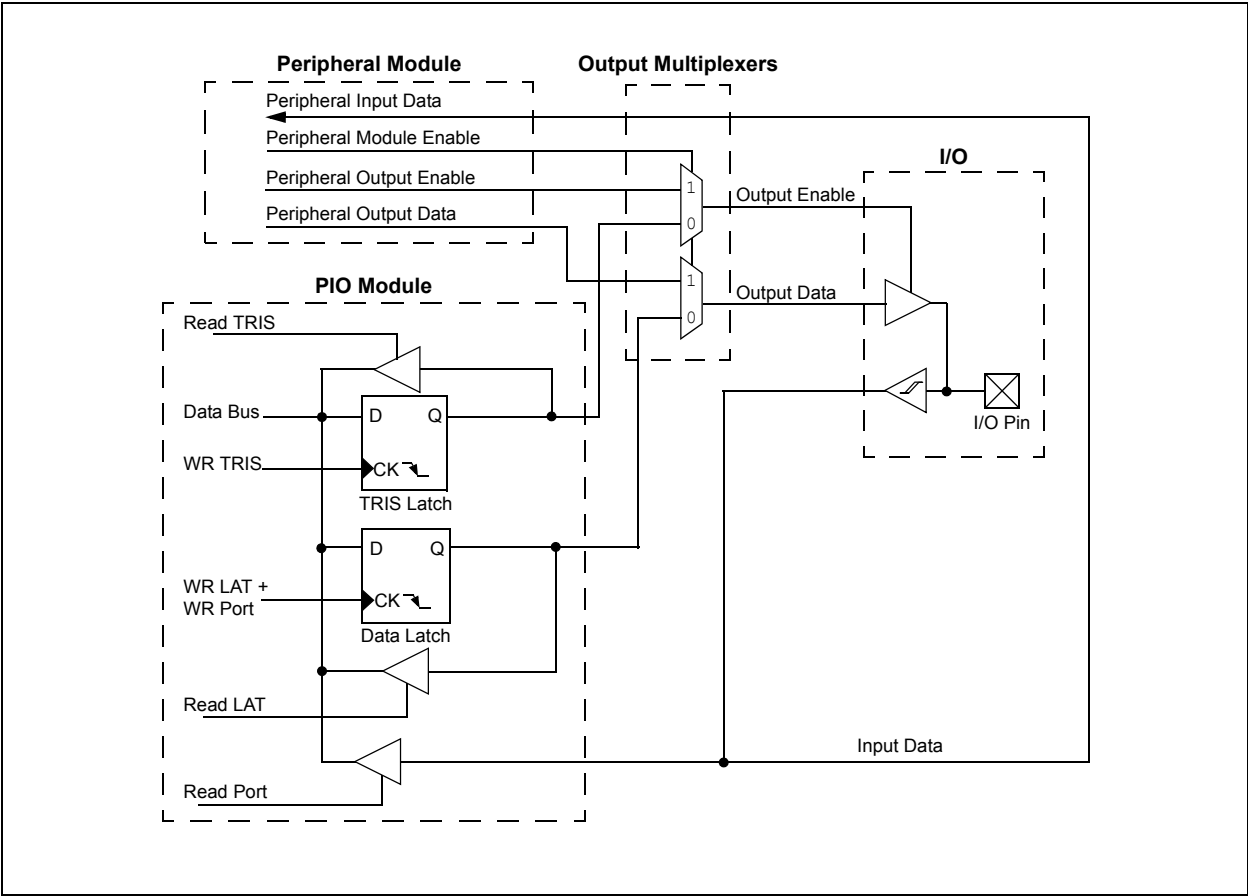 Peripheral Module
Output Multiplexers
Peripheral Input Data
Peripheral Module Enable
Peripheral Output Enable
Peripheral Output Data
1
0
Output Enable
I/O
1
0
Output Data
I/O Pin
PIO Module
Read TRIS
Data Bus
D
Q
WR TRIS
CK
TRIS Latch
D
Q
WR LAT +
WR Port
CK
Data Latch
Read LAT
Input Data
Read Port